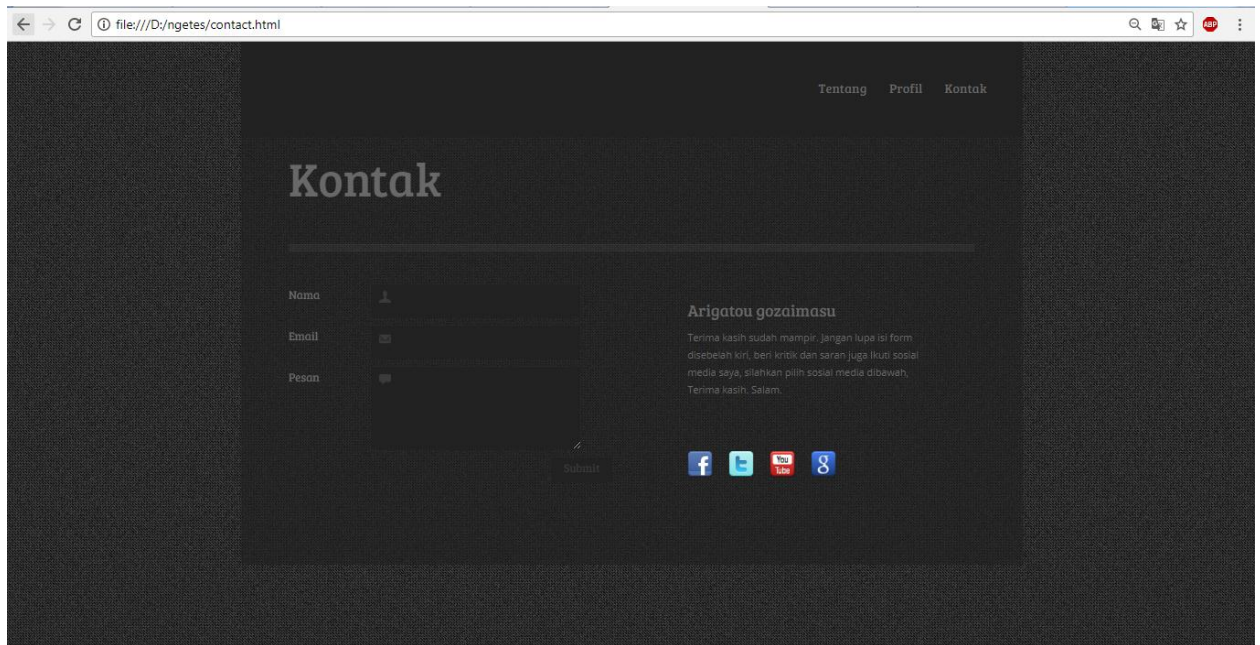 file:///D:/ngetes/contact.html
ABP
Tentang Profil Kontak
Kontak
Nama
Email
Pesan
Submit
Arigatou gozaimasu
Terima kasih sudah mampir. Jangan lupa isi form
disebelah kiri, beri kritik dan saran juga Ikuti sosial
media saya, silahkan pilih sosial media dibawah,
Terima kasih. Salam.
f t You Tube g